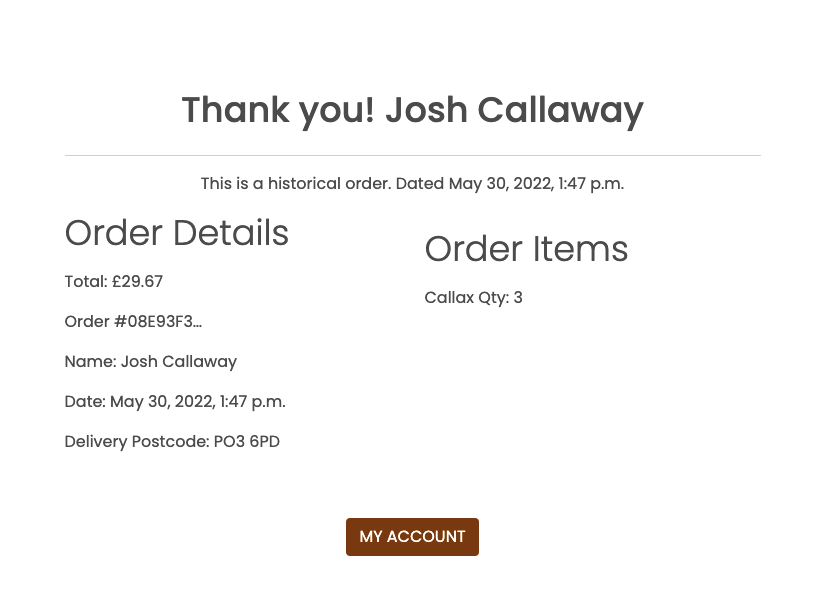 Thank you! Josh Callaway
This is a historical order. Dated May 30, 2022, 1:47 p.m.
Order Details
Total: £29.67
Order #08E93F3...
Name: Josh Callaway
Date: May 30, 2022, 1:47 p.m.
Delivery Postcode: PO3 6PD
Order Items
Callax Qty: 3
MY ACCOUNT